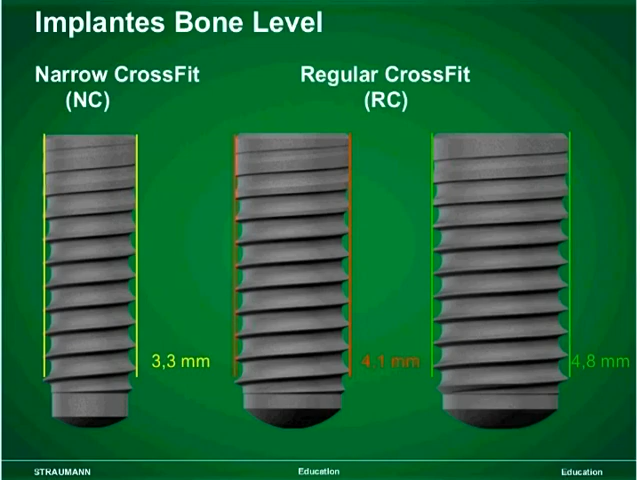 Implantes Bone Level
Narrow CrossFit
(NC)
Regular CrossFit
(RC)
3,3 mm
4.1 mm
4,8 mm
STRAUMANN
Education
Education